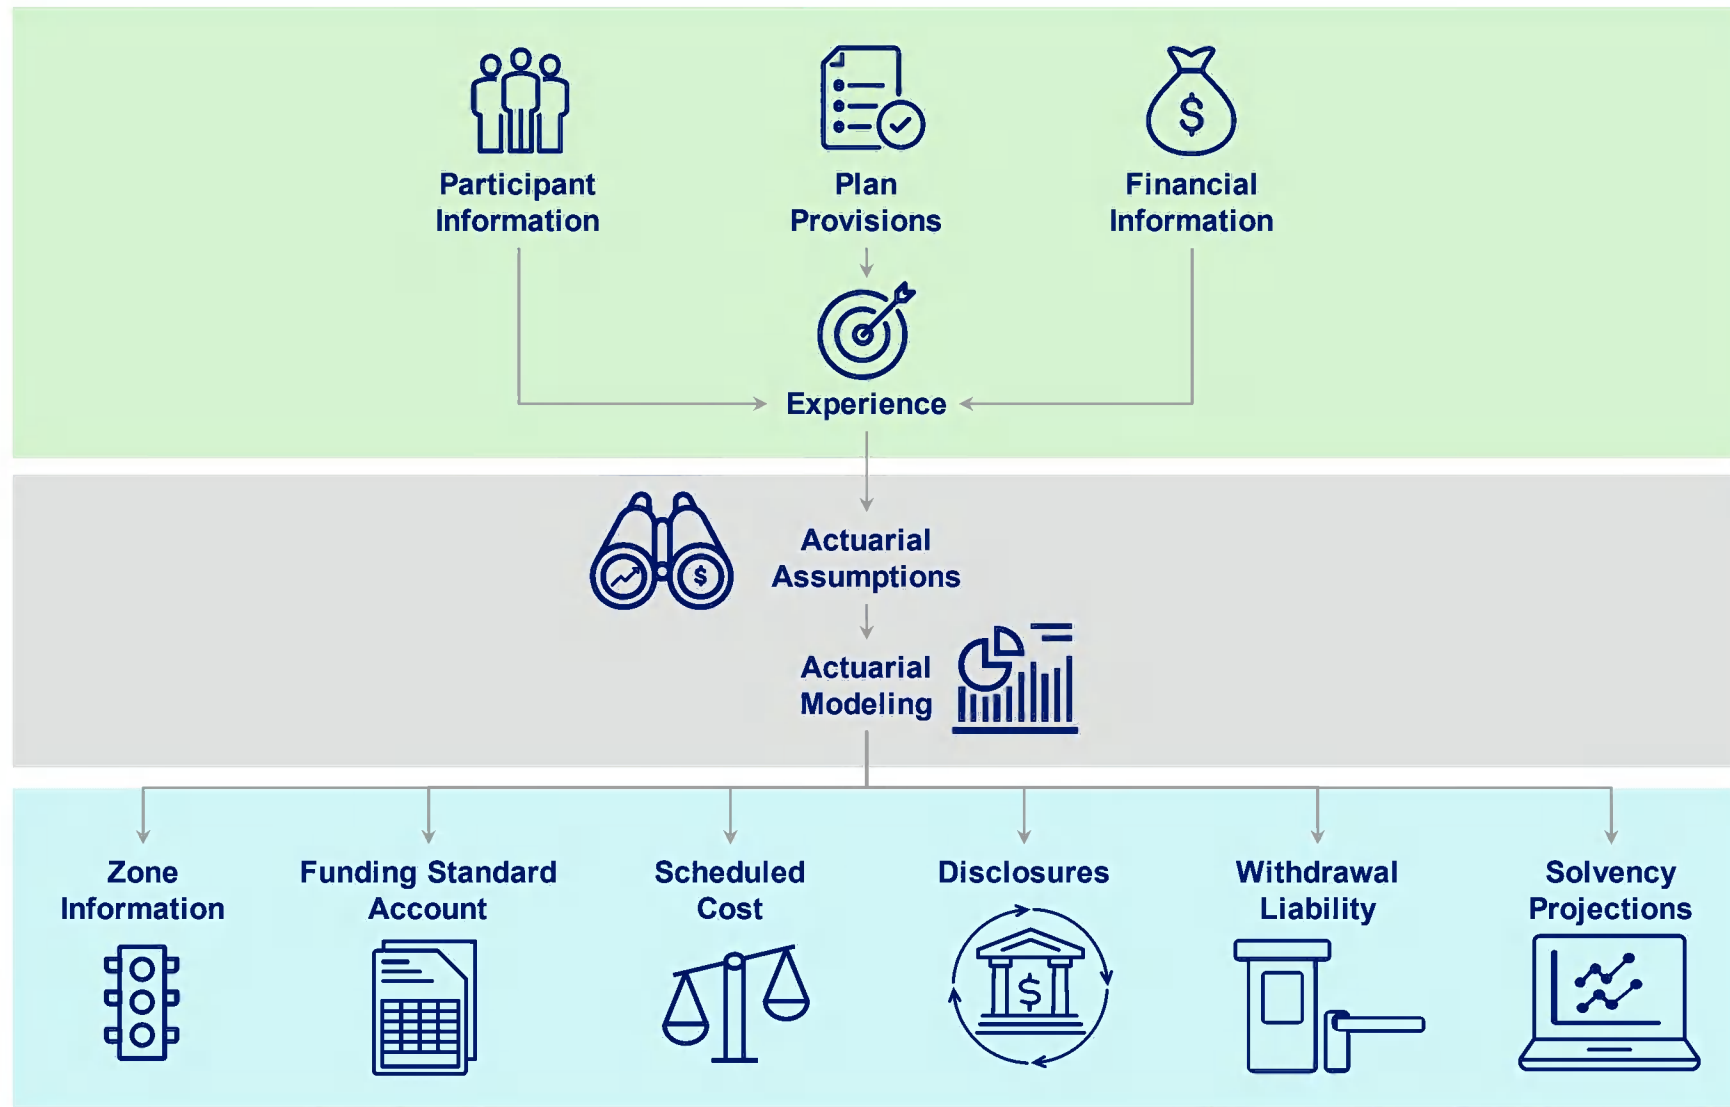 $
Participant
Information
Plan
Provisions
Financial
Information
Experience
$
Actuarial
Assumptions
Actuarial
Modeling
Zone
Information
Funding Standard
Account
Scheduled
Cost
Disclosures
Withdrawal
Liability
Solvency
Projections
$